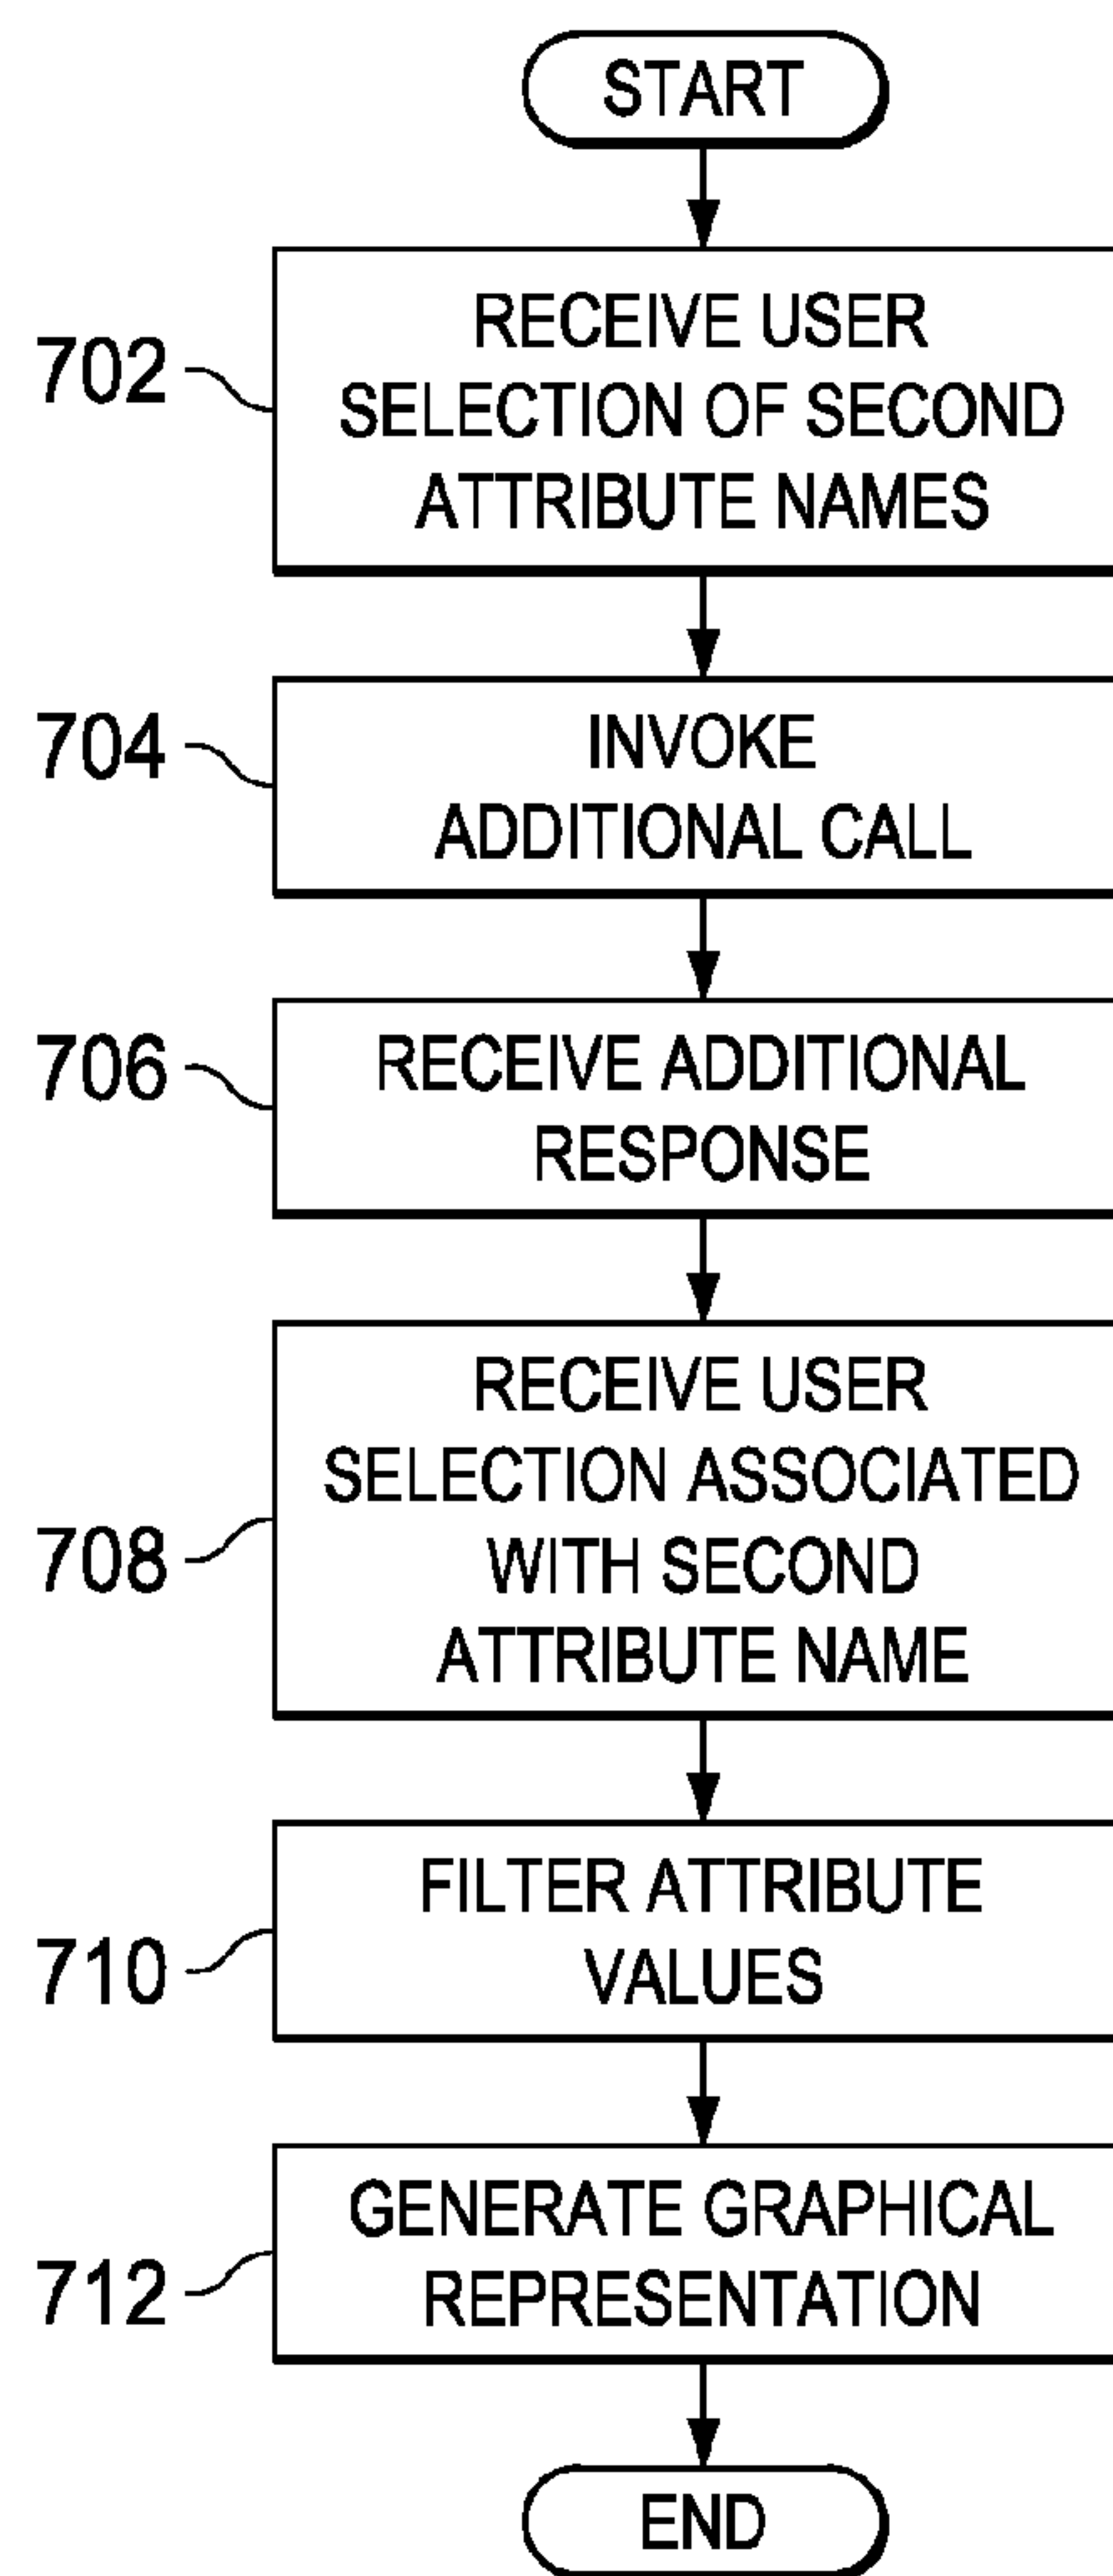 START
702
RECEIVE USER
SELECTION OF SECOND
ATTRIBUTE NAMES
704
INVOKE
ADDITIONAL CALL
706
RECEIVE ADDITIONAL
RESPONSE
708
RECEIVE USER
SELECTION ASSOCIATED
WITH SECOND
ATTRIBUTE NAME
710
FILTER ATTRIBUTE
VALUES
712
GENERATE GRAPHICAL
REPRESENTATION
END